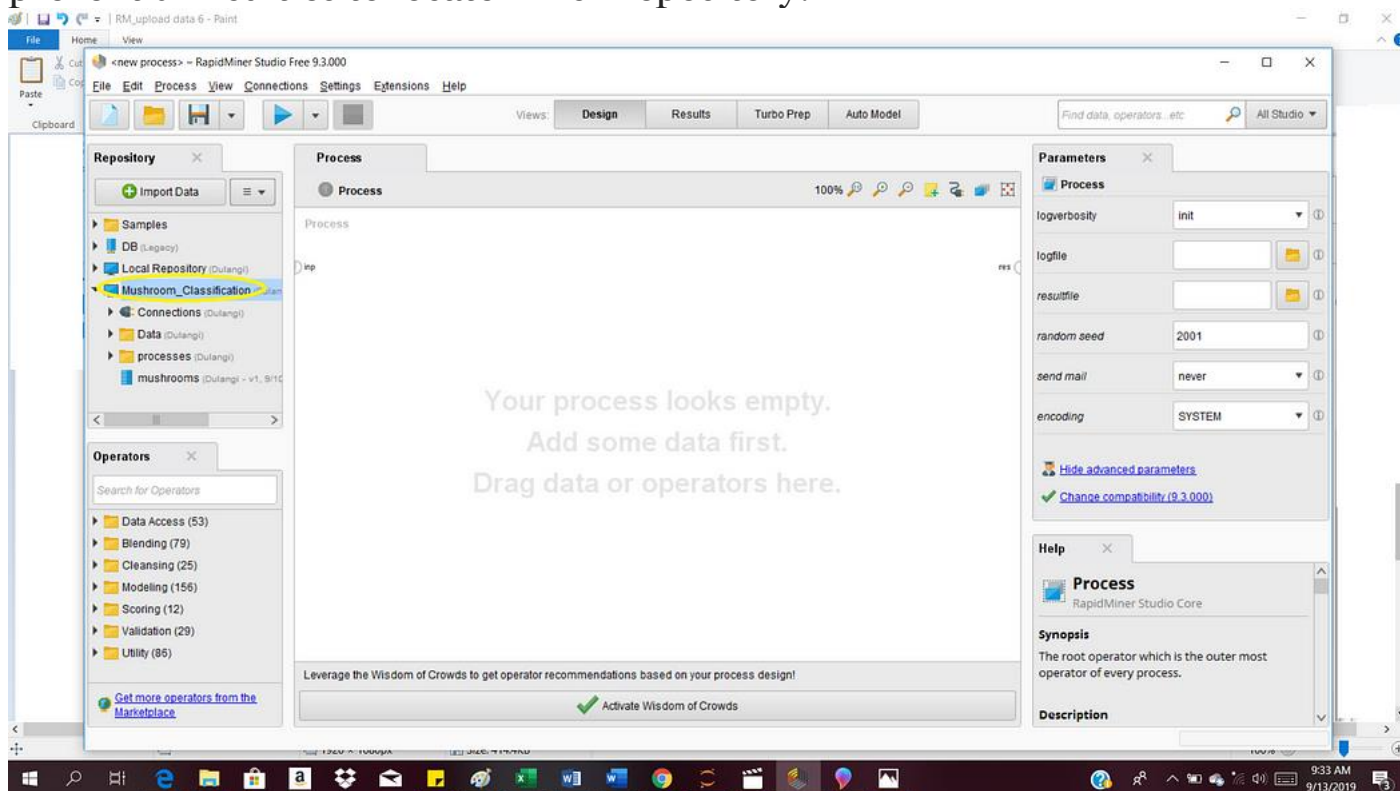 RM_upload data 6 - Paint
File Home View
<new process> – RapidMiner Studio Free 9.3.000
Paste
Clipboard
File Edit Process View Connections Settings Extensions Help
Views: Design Results Turbo Prep Auto Model
Find data, operators...etc All Studio
Repository
Import Data
Samples
DB (Legacy)
Local Repository (Dulangi)
Mushroom_Classification
Connections (Dulangi)
Data (Dulangi)
processes (Dulangi)
mushrooms (Dulangi - v1, 9/10
Operators
Search for Operators
Data Access (53)
Blending (79)
Cleansing (25)
Modeling (156)
Scoring (12)
Validation (29)
Utility (86)
Get more operators from the
Marketplace
Process
Process
100%
Process
inp
res
Your process looks empty.
Add some data first.
Drag data or operators here.
Leverage the Wisdom of Crowds to get operator recommendations based on your process design!
Activate Wisdom of Crowds
Parameters
Process
logverbosity init
logfile
resultfile
random seed 2001
send mail never
encoding SYSTEM
Hide advanced parameters
Change compatibility (9.3.000)
Help
Process
RapidMiner Studio Core
Synopsis
The root operator which is the outer most
operator of every process.
Description
9:33 AM
9/13/2019